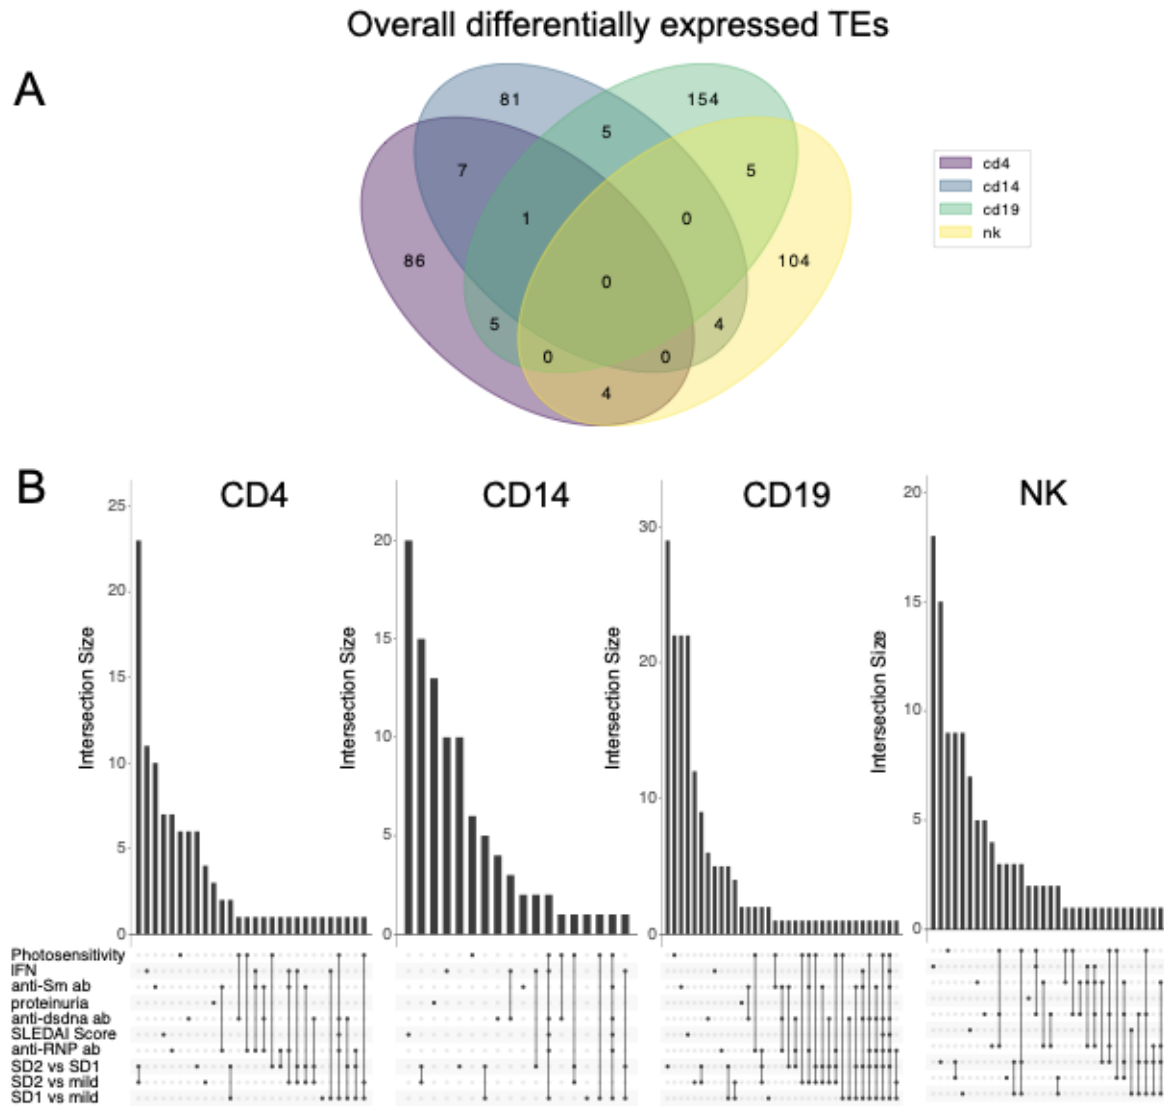 Overall differentially expressed TEs
A
81
154
5
7
5
1
0
86
104
0
5
4
0
0
4
cd4
cd14
cd19
nk
B
CD4
CD14
CD19
NK
Intersection Size
25
20
15
10
5
0
Intersection Size
20
15
10
5
0
Intersection Size
30
20
10
0
Intersection Size
20
15
10
5
0
Photosensitivity
IFN
anti-Sm ab
proteinuria
anti-dsdna ab
SLEDAI Score
anti-RNP ab
SD2 vs SD1
SD2 vs mild
SD1 vs mild